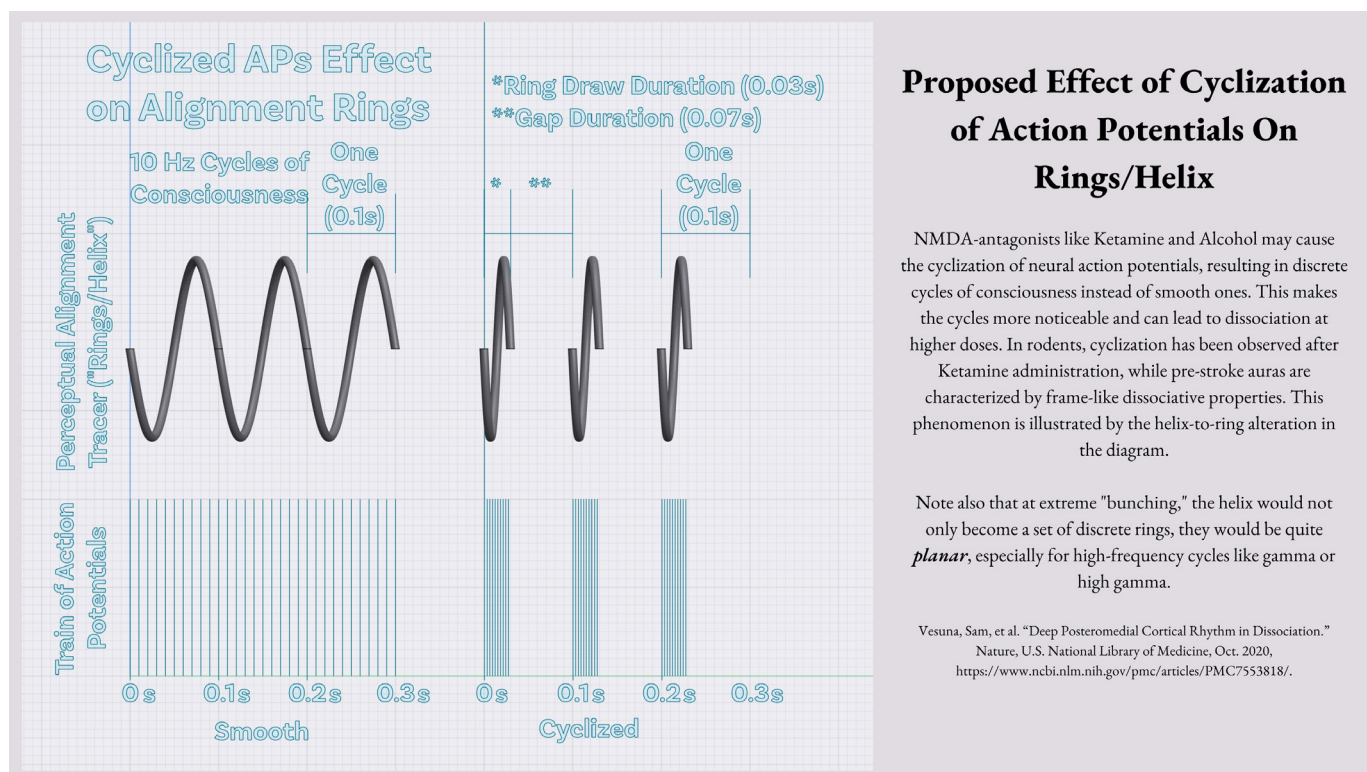 Cyclized APs Effect
on Alignment Rings
*Ring Draw Duration (0.03s)
**Gap Duration (0.07s)
10 Hz Cycles of
Consciousness
One
Cycle
(0.1s)
*
**
One
Cycle
(0.1s)
Perceptual Alignment
Tracer ("Rings/Helix")
Train of Action
Potentials
0s
0.1s
0.2s
0.3s
Smooth
0s
0.1s
0.2s
0.3s
Cyclized
Proposed Effect of Cyclization
of Action Potentials On
Rings/Helix
NMDA-antagonists like Ketamine and Alcohol may cause
the cyclization of neural action potentials, resulting in discrete
cycles of consciousness instead of smooth ones. This makes
the cycles more noticeable and can lead to dissociation at
higher doses. In rodents, cyclization has been observed after
Ketamine administration, while pre-stroke auras are
characterized by frame-like dissociative properties. This
phenomenon is illustrated by the helix-to-ring alteration in
the diagram.
Note also that at extreme "bunching," the helix would not
only become a set of discrete rings, they would be quite
planar, especially for high-frequency cycles like gamma or
high gamma.
Vesuna, Sam, et al. “Deep Posteromedial Cortical Rhythm in Dissociation.”
Nature, U.S. National Library of Medicine, Oct. 2020,
https://www.ncbi.nlm.nih.gov/pmc/articles/PMC7553818/.